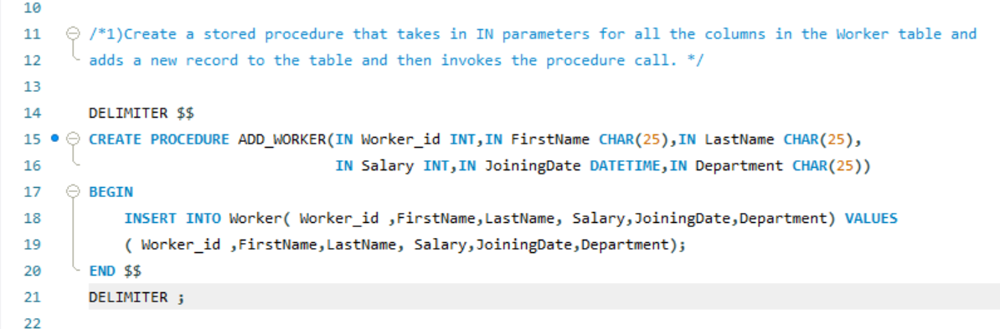 10
11 /*1)Create a stored procedure that takes in IN parameters for all the columns in the Worker table and
12 adds a new record to the table and then invokes the procedure call. */
13
14 DELIMITER $$
15 CREATE PROCEDURE ADD_WORKER(IN Worker_id INT,IN FirstName CHAR(25),IN LastName CHAR(25),
16 IN Salary INT,IN JoiningDate DATETIME,IN Department CHAR(25))
17 BEGIN
18 INSERT INTO Worker( Worker_id ,FirstName,LastName, Salary,JoiningDate,Department) VALUES
19 ( Worker_id ,FirstName,LastName, Salary,JoiningDate,Department);
20 END $$
21 DELIMITER ;
22